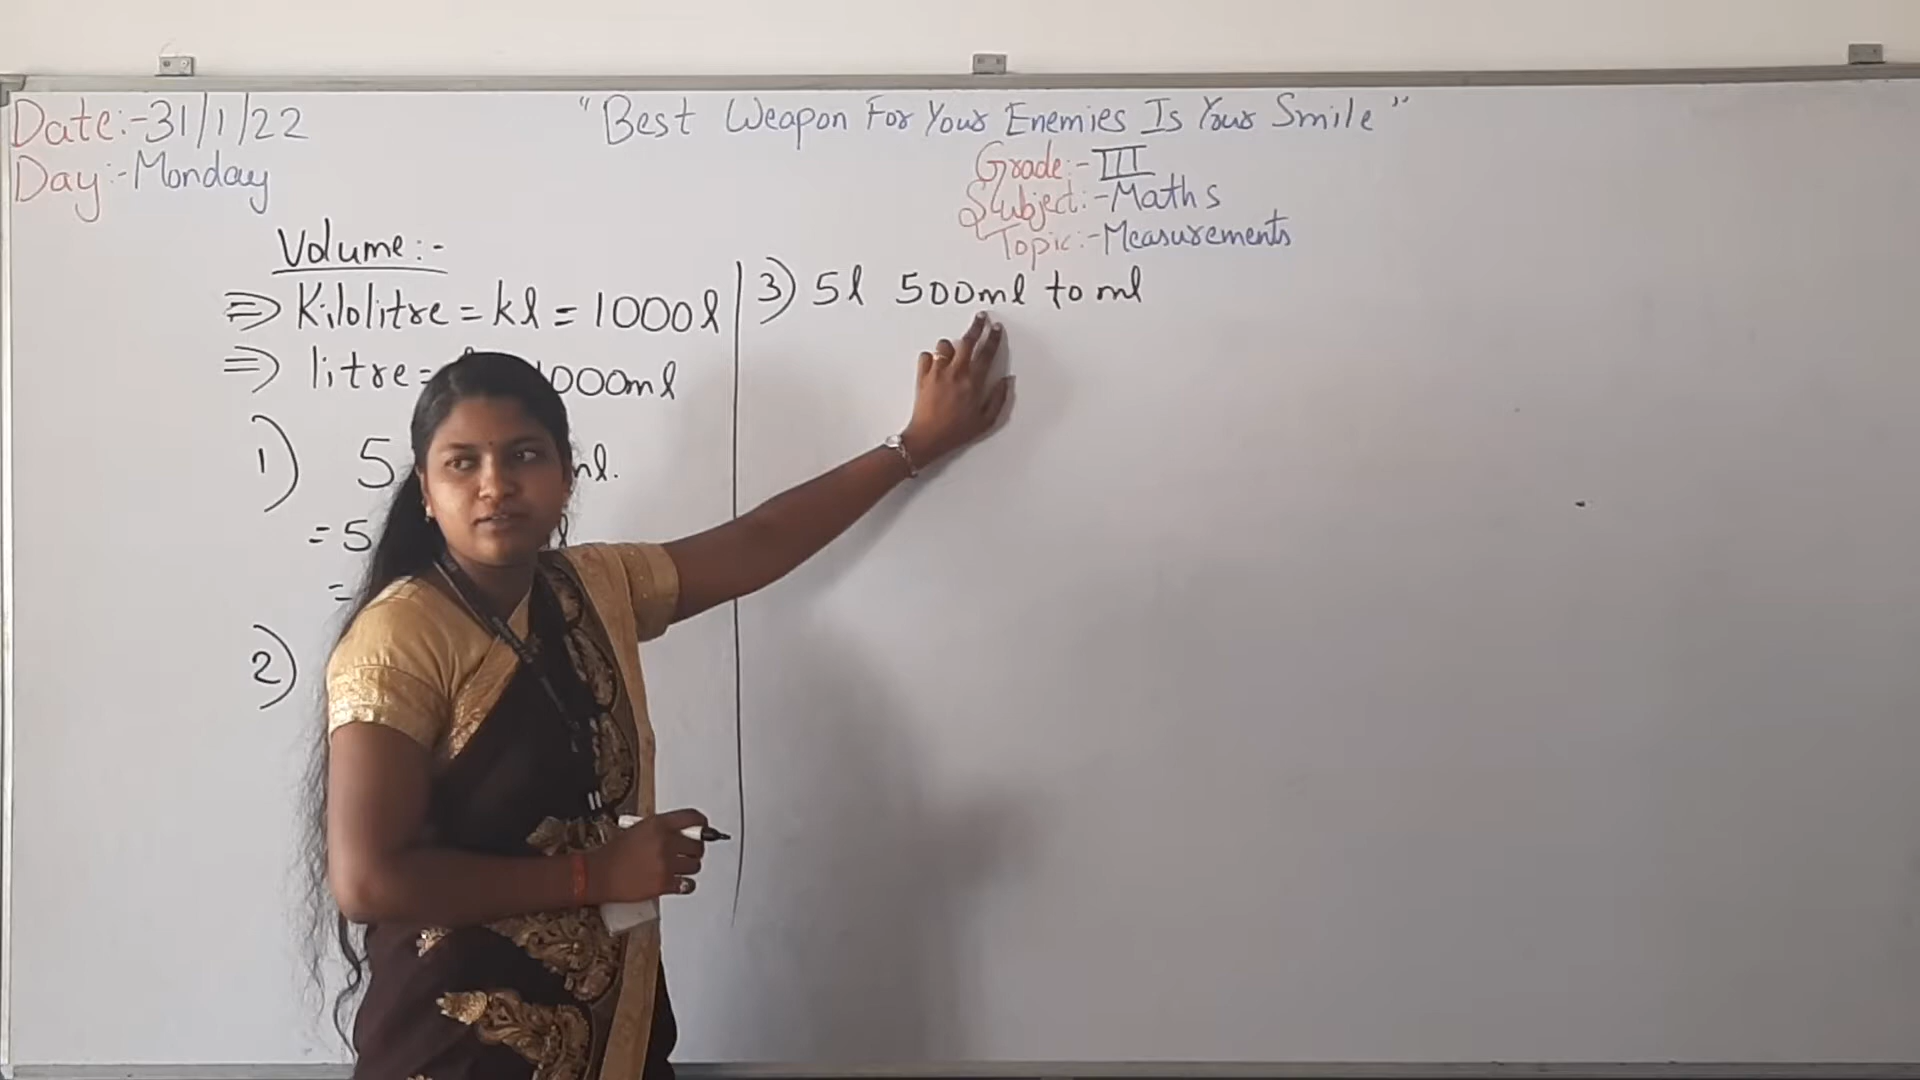 Date:-31/1/22
"Best Weapon For Your Enemies Is Your Smile"
Day:-Monday
Grade:-III
Subject:-Maths
Topic:-Measurements
Volume:-
⇒ Kilolitre = kl = 1000l
⇒ litre = 1000ml
1) 5 ml.
= 5
=
2)
3) 5l 500ml to ml